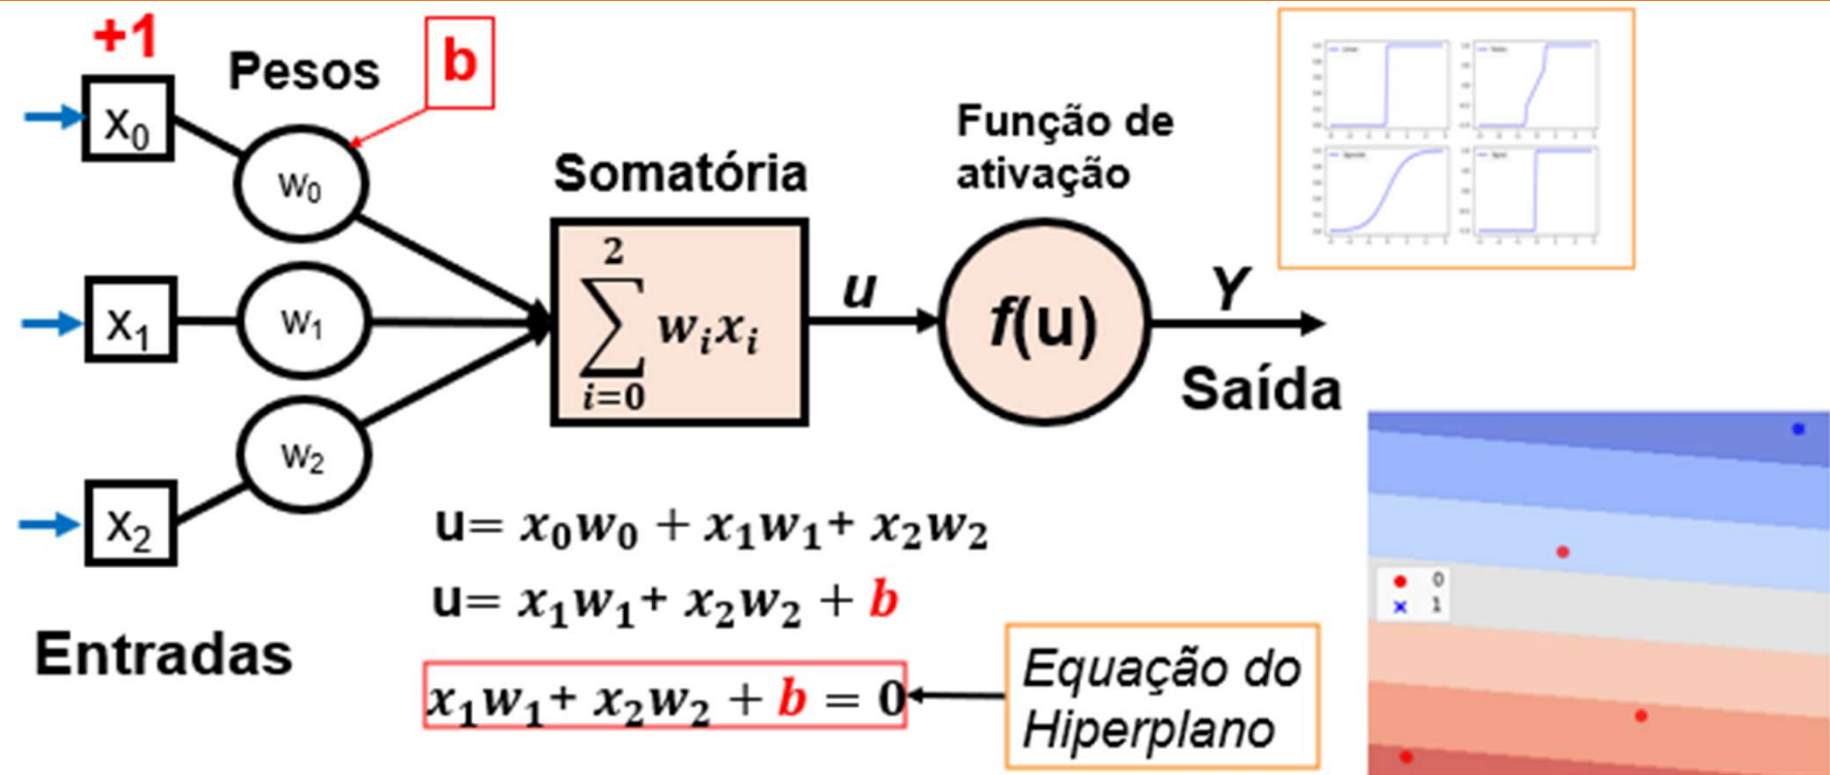 +1
Pesos
b
x₀
w₀
Função de
ativação
Somatória
x₁
w₁
2
∑ wᵢxᵢ
i=0
u
f(u)
Y
Saída
x₂
w₂
Entradas
u= x₀w₀ + x₁w₁+ x₂w₂
u= x₁w₁+ x₂w₂ + b
x₁w₁+ x₂w₂ + b = 0
Equação do
Hiperplano
0
1